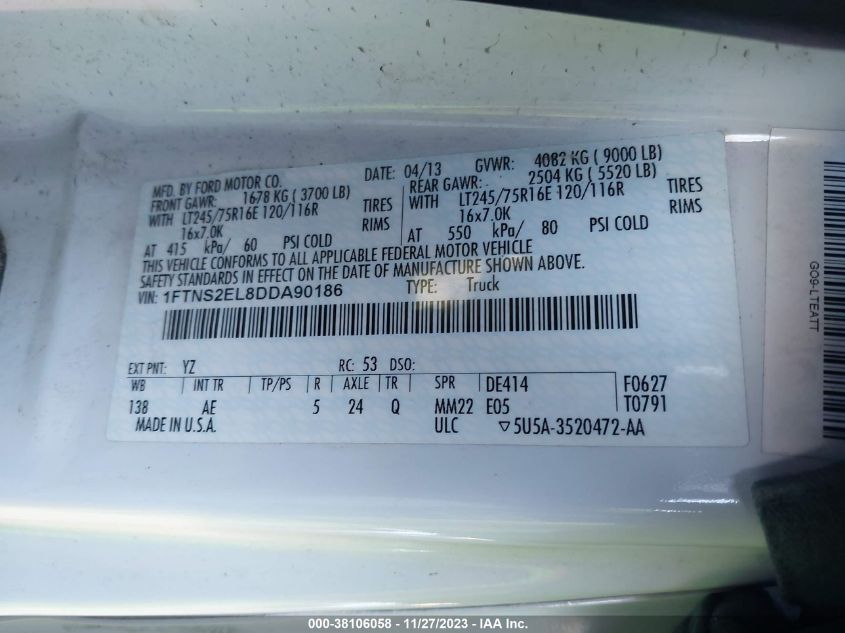 MFD. BY FORD MOTOR CO.
DATE: 04/13
GVWR: 4082 KG ( 9000 LB)
FRONT GAWR: 1678 KG ( 3700 LB)
REAR GAWR: 2504 KG ( 5520 LB)
WITH LT245/75R16E 120/116R TIRES
WITH LT245/75R16E 120/116R TIRES
16x7.0K RIMS
16x7.0K RIMS
AT 415 kPa/ 60 PSI COLD
AT 550 kPa/ 80 PSI COLD
THIS VEHICLE CONFORMS TO ALL APPLICABLE FEDERAL MOTOR VEHICLE
SAFETY STANDARDS IN EFFECT ON THE DATE OF MANUFACTURE SHOWN ABOVE.
VIN: 1FTNS2EL8DDA90186
TYPE: Truck
EXT PNT: YZ RC: 53 DSO:
WB INT TR TP/PS R AXLE TR SPR DE414 F0627
138 AE 5 24 Q MM22 E05 T0791
MADE IN U.S.A. ULC ▽5U5A-3520472-AA
GO9-LTEATT
000-38106058 - 11/27/2023 - IAA Inc.